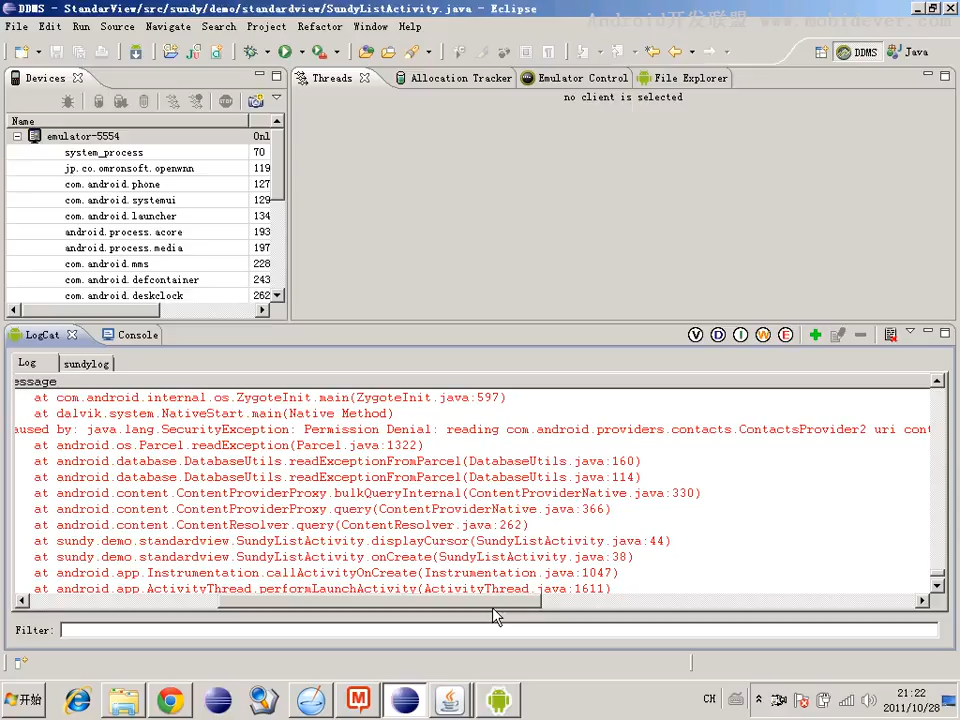 DDMS - StandarView/src/sundy/demo/standardview/SundyListActivity.java - Eclipse
Android开发联盟 www.mobidever.com
File Edit Run Source Navigate Search Project Refactor Window Help
DDMS Java
Devices Threads Allocation Tracker Emulator Control File Explorer
no client is selected
Name
emulator-5554 Onl
system_process 70
jp.co.omronsoft.openwnn 119
com.android.phone 127
com.android.systemui 129
com.android.launcher 134
android.process.acore 193
android.process.media 197
com.android.mms 228
com.android.defcontainer 243
com.android.deskclock 262
LogCat Console
V D I W E
Log sundylog
essage
at com.android.internal.os.ZygoteInit.main(ZygoteInit.java:597)
at dalvik.system.NativeStart.main(Native Method)
aused by: java.lang.SecurityException: Permission Denial: reading com.android.providers.contacts.ContactsProvider2 uri cont
at android.os.Parcel.readException(Parcel.java:1322)
at android.database.DatabaseUtils.readExceptionFromParcel(DatabaseUtils.java:160)
at android.database.DatabaseUtils.readExceptionFromParcel(DatabaseUtils.java:114)
at android.content.ContentProviderProxy.bulkQueryInternal(ContentProviderNative.java:330)
at android.content.ContentProviderProxy.query(ContentProviderNative.java:366)
at android.content.ContentResolver.query(ContentResolver.java:262)
at sundy.demo.standardview.SundyListActivity.displayCursor(SundyListActivity.java:44)
at sundy.demo.standardview.SundyListActivity.onCreate(SundyListActivity.java:38)
at android.app.Instrumentation.callActivityOnCreate(Instrumentation.java:1047)
at android.app.ActivityThread.performLaunchActivity(ActivityThread.java:1611)
Filter:
开始
CH
21:22
2011/10/28